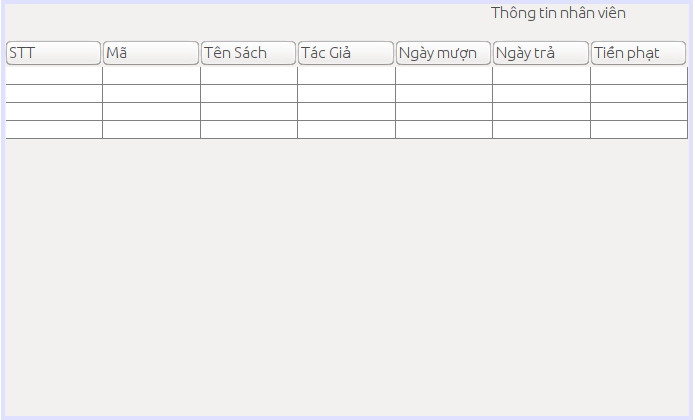 Thông tin nhân viên
STT Mã Tên Sách Tác Giả Ngày mượn Ngày trả Tiền phạt